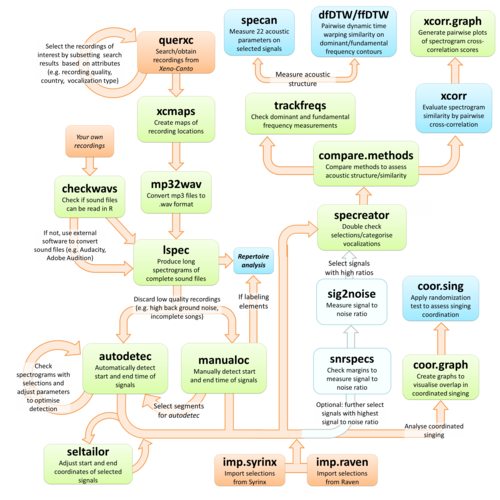 Select the recordings of
interest by subsetting search
results based on attributes
(e.g. recording quality,
country, vocalization type)
querxc
Search/obtain
recordings from
Xeno-Canto
specan
Measure 22 acoustic
parameters on
selected signals
dfDTW/ffDTW
Pairwise dynamic time
warping similarity on
dominant/fundamental
frequency contours
xcorr.graph
Generate pairwise plots
of spectrogram cross-
correlation scores
Measure acoustic
structure
xcmaps
Create maps of
recording locations
trackfreqs
Check dominant and fundamental
frequency measurements
xcorr
Evaluate spectrogram
similarity by pairwise
cross-correlation
Your own
recordings
compare.methods
Compare methods to assess
acoustic structure/similarity
checkwavs
Check if sound files
can be read in R
mp32wav
Convert mp3 files to
.wav format
specreator
Double check
selections/categorise
vocalizations
If not, use external
software to convert
sound files (e.g. Audacity,
Adobe Audition)
lspec
Produce long
spectrograms of
complete sound files
Repertoire
analysis
Select signals
with high ratios
coor.sing
Apply randomization
test to assess singing
coordination
sig2noise
Measure signal to
noise ratio
Discard low quality recordings
(e.g. high back ground noise,
incomplete songs)
If labeling
elements
Check
spectrograms with
selections and
adjust parameters
to optimise
detection
autodetec
Automatically detect
start and end time of
signals
manualoc
Manually detect start
and end time of signals
snrspecs
Check margins to
measure signal to
noise ratio
coor.graph
Create graphs to
visualise overlap in
coordinated singing
Select segments
for autodetec
Optional: further select
signals with highest
signal to noise ratio
Analyse coordinated
singing
seltailor
Adjust start and end
coordinates of selected
signals
imp.syrinx
Import selections
from Syrinx
imp.raven
Import selections
from Raven